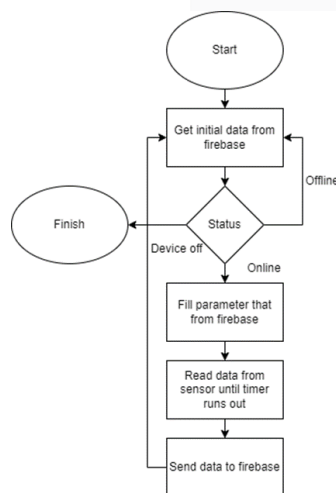 Start
Get initial data from
firebase
Offline
Status
Finish
Device off
Online
Fill parameter that
from firebase
Read data from
sensor until timer
runs out
Send data to firebase